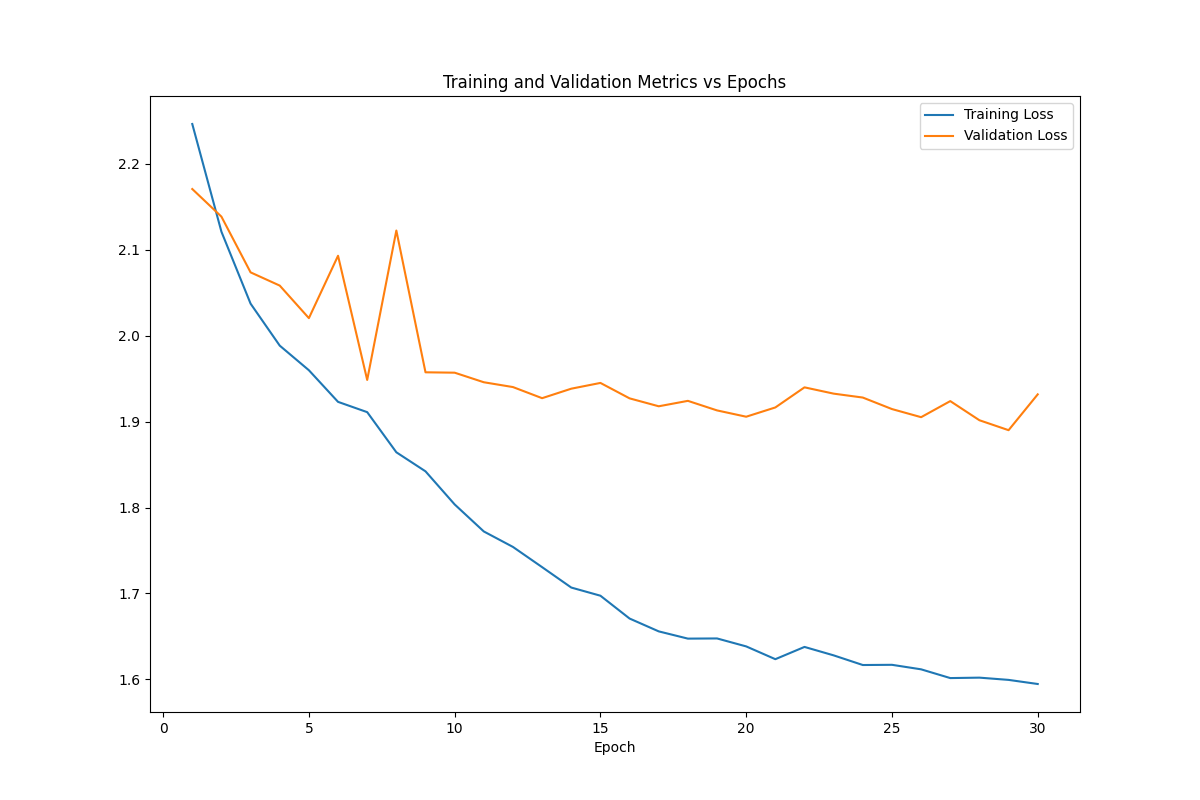 Training and Validation Metrics vs Epochs
Training Loss
Validation Loss
2.2
2.1
2.0
1.9
1.8
1.7
1.6
0 5 10 15 20 25 30
Epoch